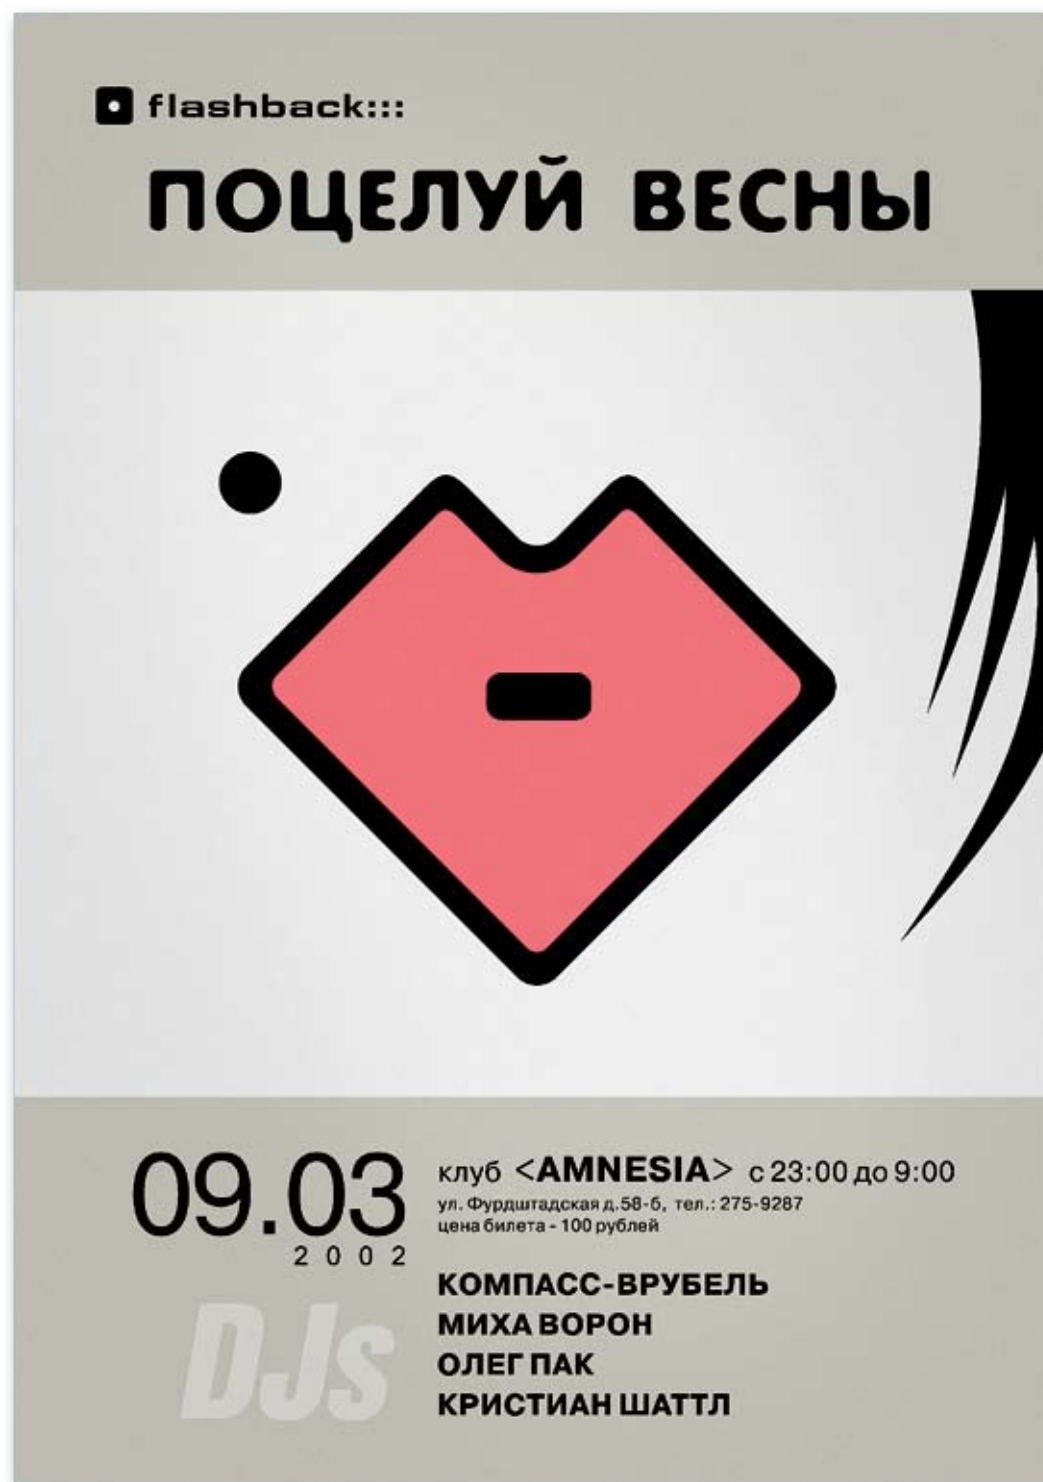 flashback:::
ПОЦЕЛУЙ ВЕСНЫ
09.03
2002
клуб <AMNESIA> с 23:00 до 9:00
ул. Фурдштадская д.58-б, тел.: 275-9287
цена билета - 100 рублей
DJs
КОМПАСС-ВРУБЕЛЬ
МИХА ВОРОН
ОЛЕГ ПАК
КРИСТИАН ШАТТЛ